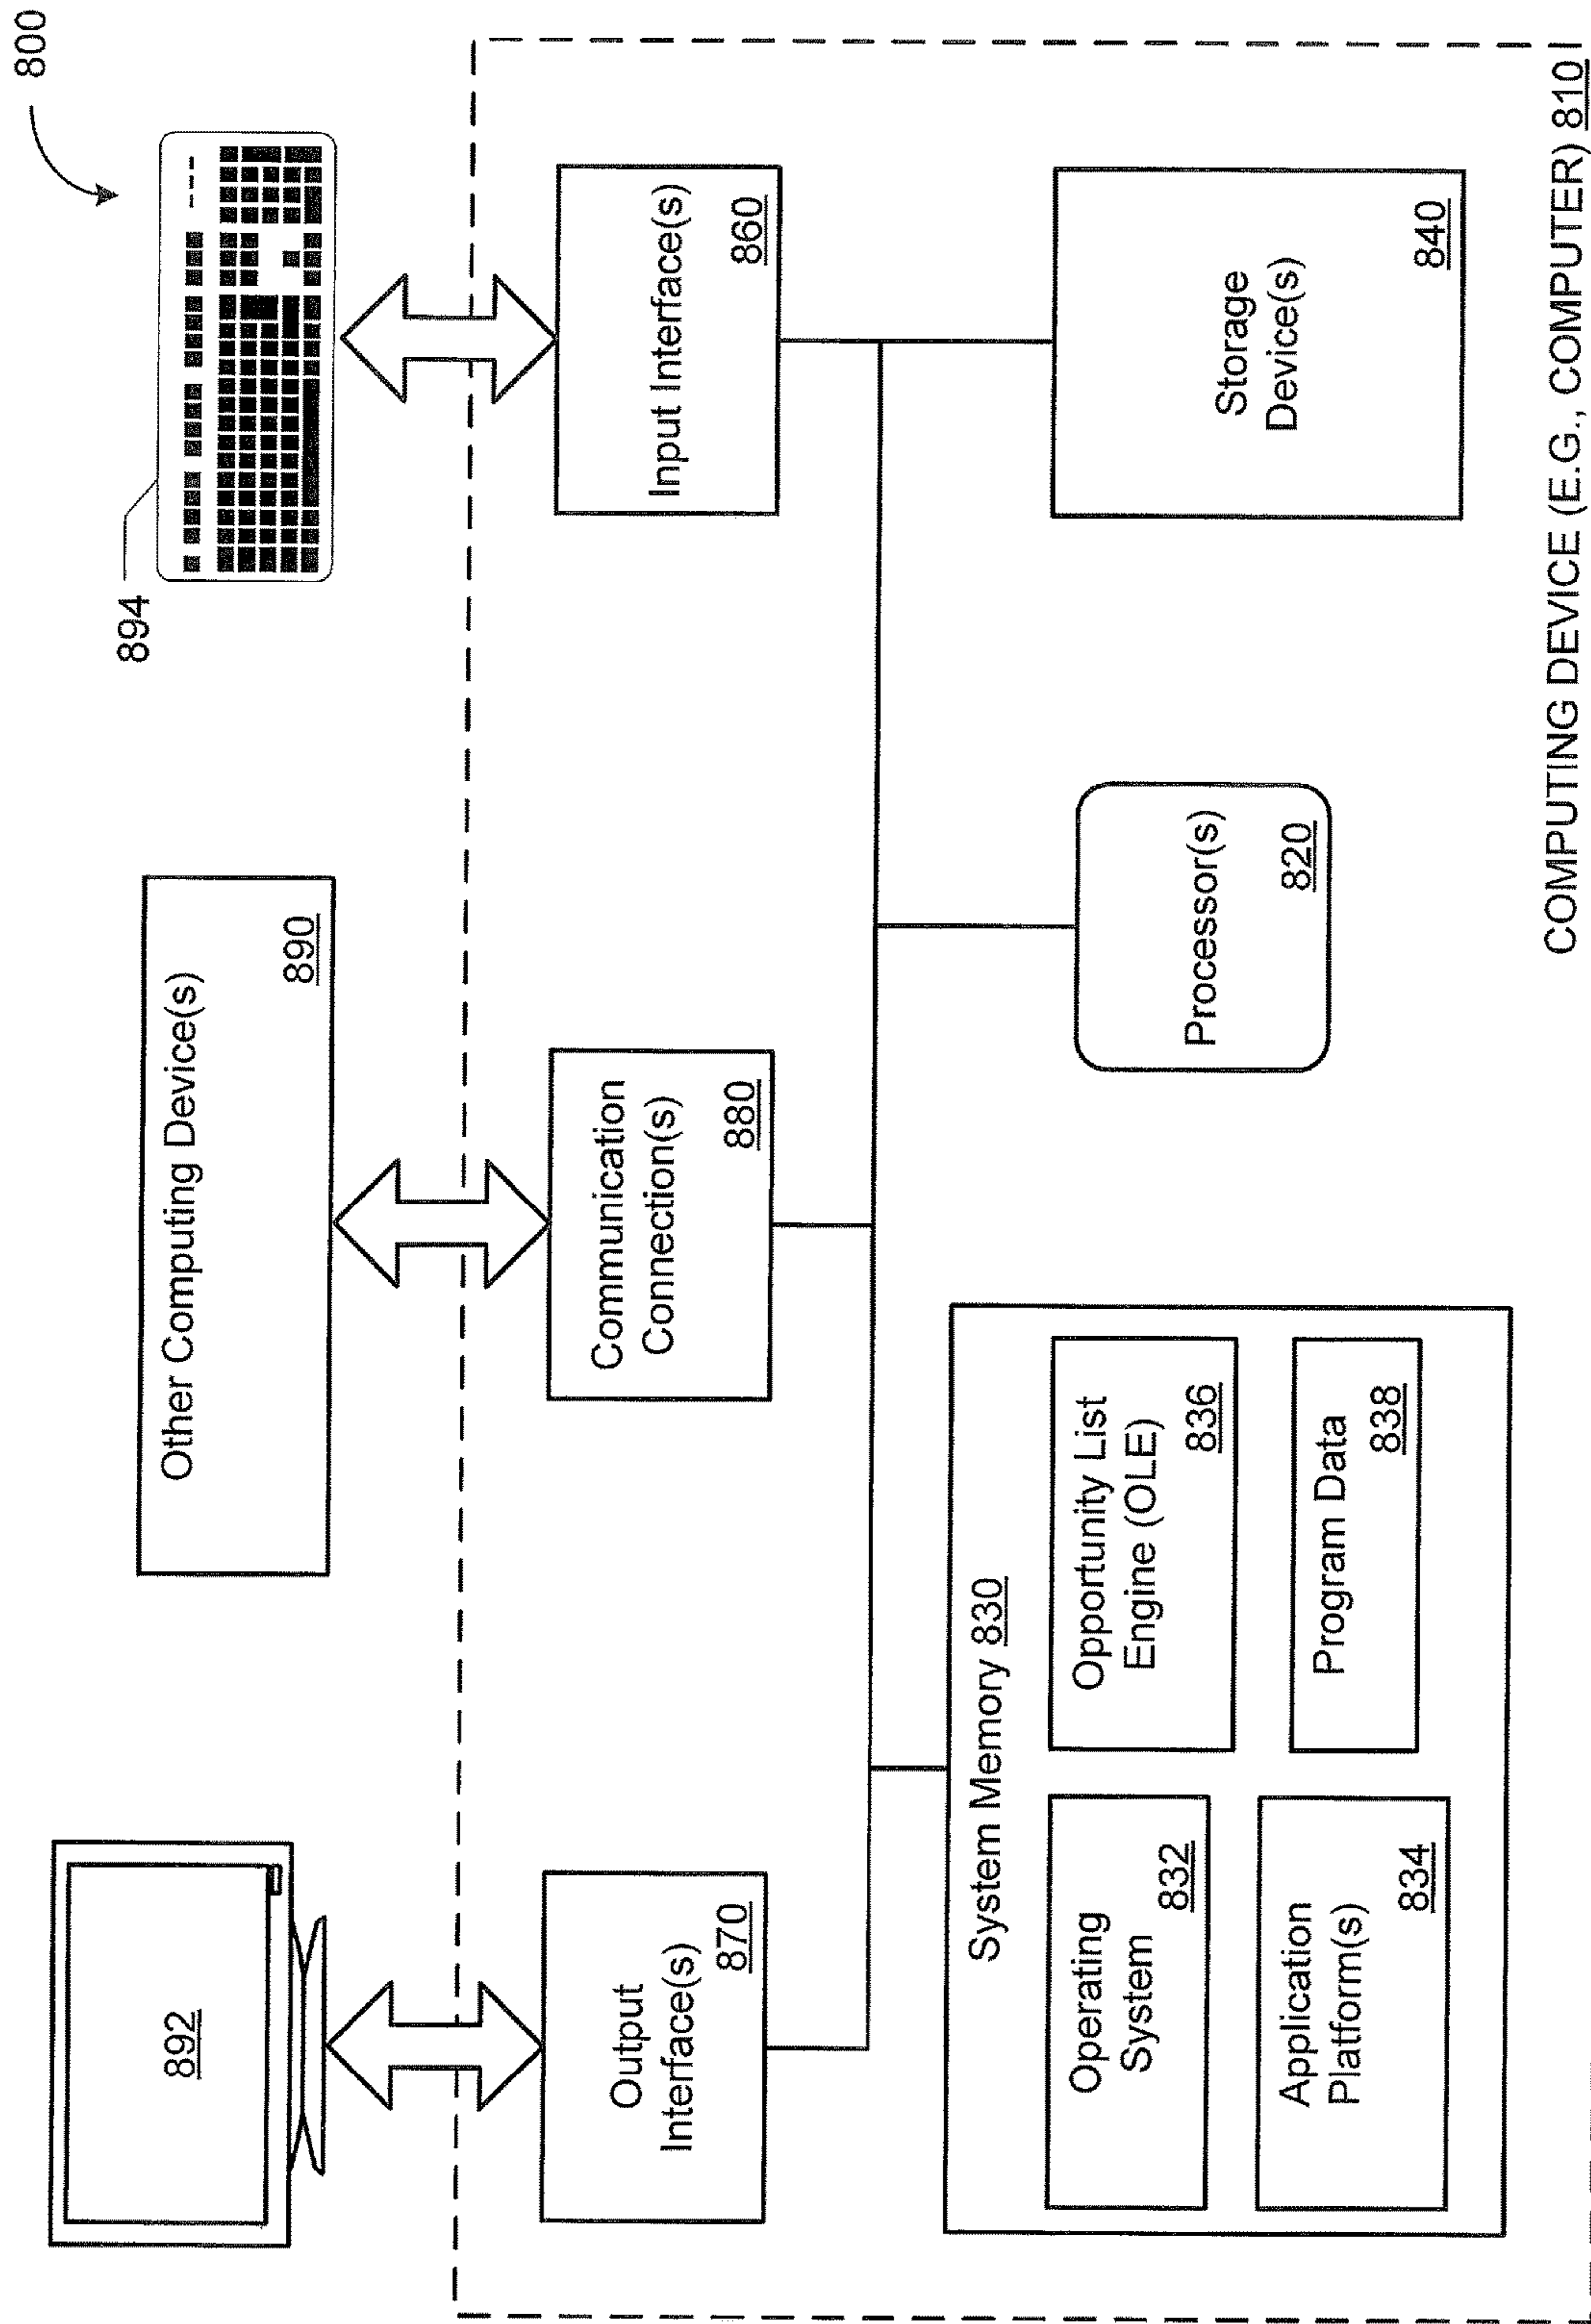 800
894
892
Other Computing Device(s)
890
Output
Interface(s)
870
Communication
Connection(s)
880
Input Interface(s)
860
System Memory 830
Operating
System
832
Opportunity List
Engine (OLE)
836
Application
Platform(s)
834
Program Data
838
Processor(s)
820
Storage
Device(s)
840
COMPUTING DEVICE (E.G., COMPUTER) 810